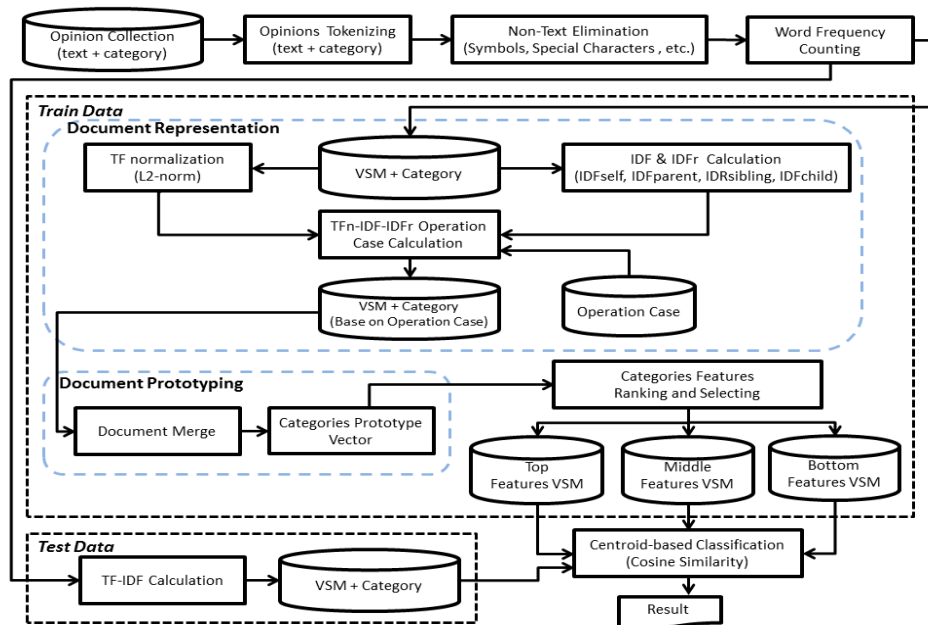 Opinion Collection
(text + category)
Opinions Tokenizing
(text + category)
Non-Text Elimination
(Symbols, Special Characters , etc.)
Word Frequency
Counting
Train Data
Document Representation
TF normalization
(L2-norm)
VSM + Category
IDF & IDFr Calculation
(IDFself, IDFparent, IDRsibling, IDFchild)
TFn-IDF-IDFr Operation
Case Calculation
VSM + Category
(Base on Operation Case)
Operation Case
Document Prototyping
Document Merge
Categories Prototype
Vector
Categories Features
Ranking and Selecting
Top
Features VSM
Middle
Features VSM
Bottom
Features VSM
Test Data
TF-IDF Calculation
VSM + Category
Centroid-based Classification
(Cosine Similarity)
Result